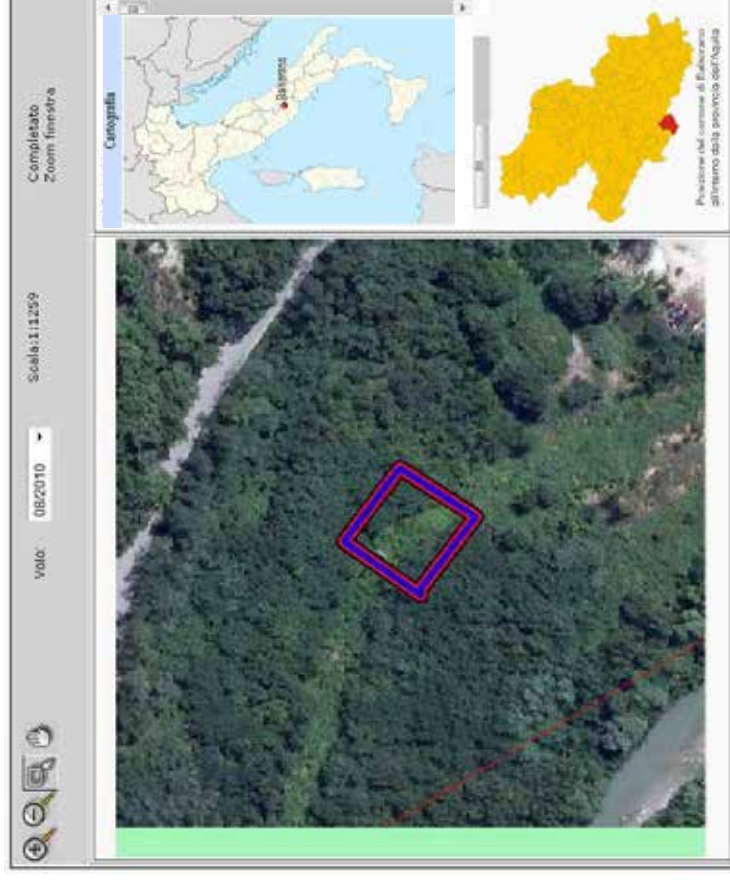 Volo:
08/2010
Scala:1:1259
Completato
Zoom finestra
Cartografia
Balsorano
Posizione del comune di Balsorano
all'interno della provincia dell'Aquila